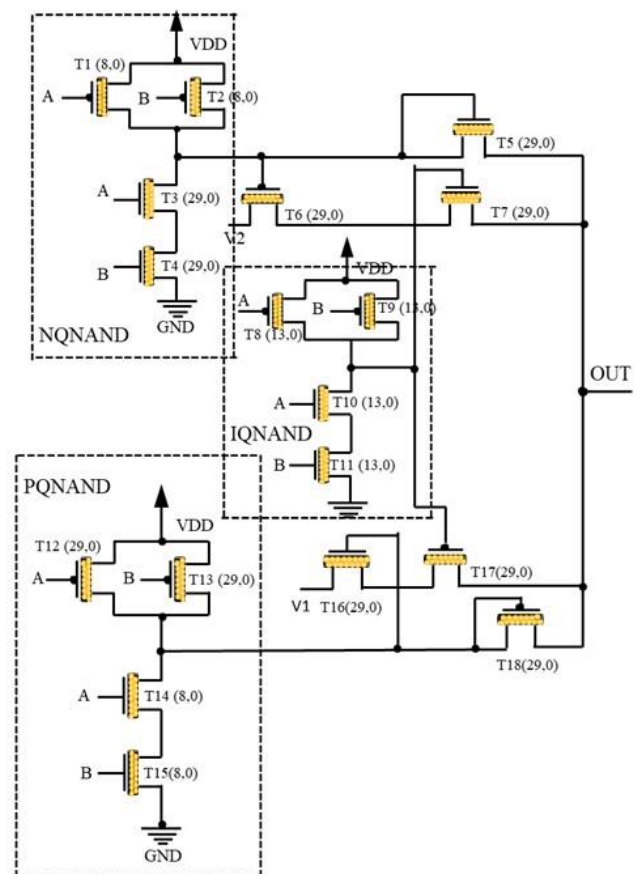 VDD
T1 (8,0)
A
B
T2 (8,0)
T5 (29,0)
A
T3 (29,0)
T6 (29,0)
T7 (29,0)
V2
B
T4 (29,0)
GND
NQNAND
VDD
A
B
T9 (13,0)
T8 (13,0)
OUT
A
T10 (13,0)
IQNAND
B
T11 (13,0)
PQNAND
VDD
T12 (29,0)
A
B
T13 (29,0)
T17(29,0)
V1
T16(29,0)
T18(29,0)
A
T14 (8,0)
B
T15(8,0)
GND